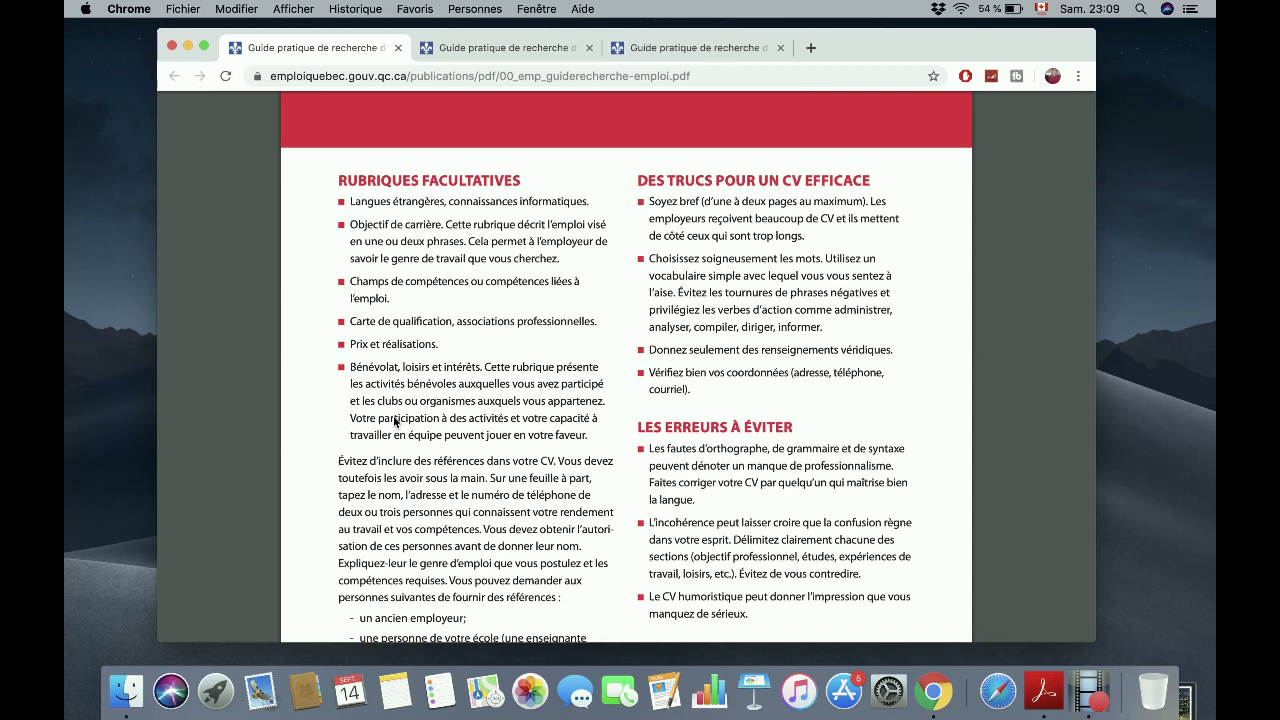 Chrome Fichier Modifier Afficher Historique Favoris Personnes Fenêtre Aide 54 % Sam. 23:09
Guide pratique de recherche d Guide pratique de recherche d Guide pratique de recherche d
emploiquebec.gouv.qc.ca/publications/pdf/00_emp_guiderecherche-emploi.pdf
RUBRIQUES FACULTATIVES
Langues étrangères, connaissances informatiques.
Objectif de carrière. Cette rubrique décrit l'emploi visé
en une ou deux phrases. Cela permet à l'employeur de
savoir le genre de travail que vous cherchez.
Champs de compétences ou compétences liées à
l'emploi.
Carte de qualification, associations professionnelles.
Prix et réalisations.
Bénévolat, loisirs et intérêts. Cette rubrique présente
les activités bénévoles auxquelles vous avez participé
et les clubs ou organismes auxquels vous appartenez.
Votre participation à des activités et votre capacité à
travailler en équipe peuvent jouer en votre faveur.
Évitez d'inclure des références dans votre CV. Vous devez
toutefois les avoir sous la main. Sur une feuille à part,
tapez le nom, l'adresse et le numéro de téléphone de
deux ou trois personnes qui connaissent votre rendement
au travail et vos compétences. Vous devez obtenir l'autori-
sation de ces personnes avant de donner leur nom.
Expliquez-leur le genre d'emploi que vous postulez et les
compétences requises. Vous pouvez demander aux
personnes suivantes de fournir des références :
- un ancien employeur;
- une personne de votre école (une enseignante
DES TRUCS POUR UN CV EFFICACE
Soyez bref (d'une à deux pages au maximum). Les
employeurs reçoivent beaucoup de CV et ils mettent
de côté ceux qui sont trop longs.
Choisissez soigneusement les mots. Utilisez un
vocabulaire simple avec lequel vous vous sentez à
l'aise. Évitez les tournures de phrases négatives et
privilégiez les verbes d'action comme administrer,
analyser, compiler, diriger, informer.
Donnez seulement des renseignements véridiques.
Vérifiez bien vos coordonnées (adresse, téléphone,
courriel).
LES ERREURS À ÉVITER
Les fautes d'orthographe, de grammaire et de syntaxe
peuvent dénoter un manque de professionnalisme.
Faites corriger votre CV par quelqu'un qui maîtrise bien
la langue.
L'incohérence peut laisser croire que la confusion règne
dans votre esprit. Délimitez clairement chacune des
sections (objectif professionnel, études, expériences de
travail, loisirs, etc.). Évitez de vous contredire.
Le CV humoristique peut donner l'impression que vous
manquez de sérieux.
SEPT.
14
5